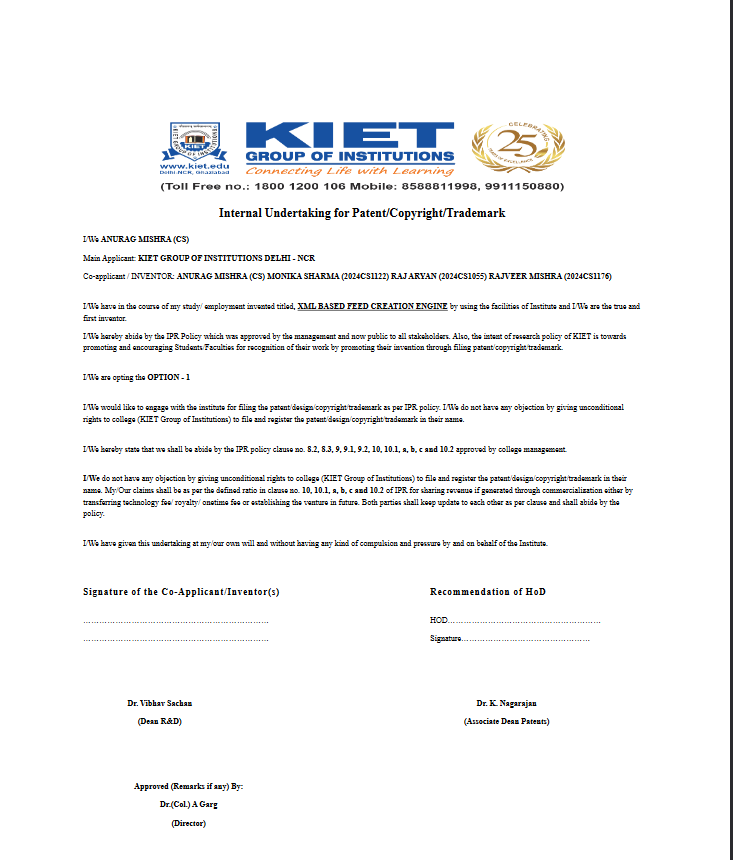 KIET
GROUP OF INSTITUTIONS
Connecting Life with Learning
www.kiet.edu
Delhi-NCR, Ghaziabad
CELEBRATING
25
YEARS OF EXCELLENCE
(Toll Free no.: 1800 1200 106 Mobile: 8588811998, 9911150880)
Internal Undertaking for Patent/Copyright/Trademark
I/We ANURAG MISHRA (CS)
Main Applicant: KIET GROUP OF INSTITUTIONS DELHI - NCR
Co-applicant / INVENTOR: ANURAG MISHRA (CS) MONIKA SHARMA (2024CS1122) RAJ ARYAN (2024CS1055) RAJVEER MISHRA (2024CS1176)
I/We have in the course of my study/ employment invented titled, XML BASED FEED CREATION ENGINE by using the facilities of Institute and I/We are the true and
first inventor.
I/We hereby abide by the IPR Policy which was approved by the management and now public to all stakeholders. Also, the intent of research policy of KIET is towards
promoting and encouraging Students/Faculties for recognition of their work by promoting their invention through filing patent/copyright/trademark.
I/We are opting the OPTION - 1
I/We would like to engage with the institute for filing the patent/design/copyright/trademark as per IPR policy. I/We do not have any objection by giving unconditional
rights to college (KIET Group of Institutions) to file and register the patent/design/copyright/trademark in their name.
I/We hereby state that we shall be abide by the IPR policy clause no. 8.2, 8.3, 9, 9.1, 9.2, 10, 10.1, a, b, c and 10.2 approved by college management.
I/We do not have any objection by giving unconditional rights to college (KIET Group of Institutions) to file and register the patent/design/copyright/trademark in their
name. My/Our claims shall be as per the defined ratio in clause no. 10, 10.1, a, b, c and 10.2 of IPR for sharing revenue if generated through commercialization either by
transferring technology fee/ royalty/ onetime fee or establishing the venture in future. Both parties shall keep update to each other as per clause and shall abide by the
policy.
I/We have given this undertaking at my/our own will and without having any kind of compulsion and pressure by and on behalf of the Institute.
Signature of the Co-Applicant/Inventor(s)
Recommendation of HoD
……………………………………………………………
HOD…………………………………………………
……………………………………………………………
Signature…………………………………………
Dr. Vibhav Sachan
Dr. K. Nagarajan
(Dean R&D)
(Associate Dean Patents)
Approved (Remarks if any) By:
Dr.(Col.) A Garg
(Director)